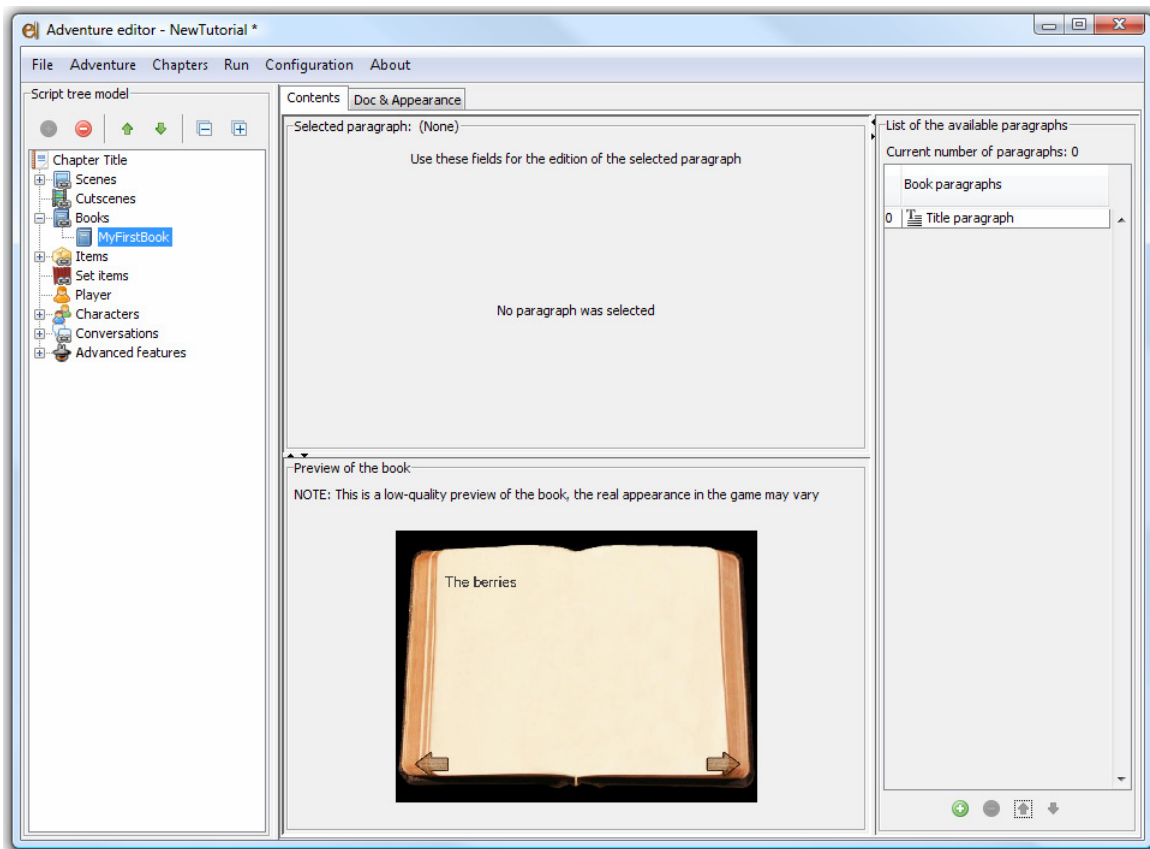 Adventure editor - NewTutorial *
File Adventure Chapters Run Configuration About
Script tree model
Chapter Title
Scenes
Cutscenes
Books
MyFirstBook
Items
Set items
Player
Characters
Conversations
Advanced features
Contents Doc & Appearance
Selected paragraph: (None)
Use these fields for the edition of the selected paragraph
No paragraph was selected
Preview of the book
NOTE: This is a low-quality preview of the book, the real appearance in the game may vary
The berries
List of the available paragraphs
Current number of paragraphs: 0
Book paragraphs
0 Title paragraph